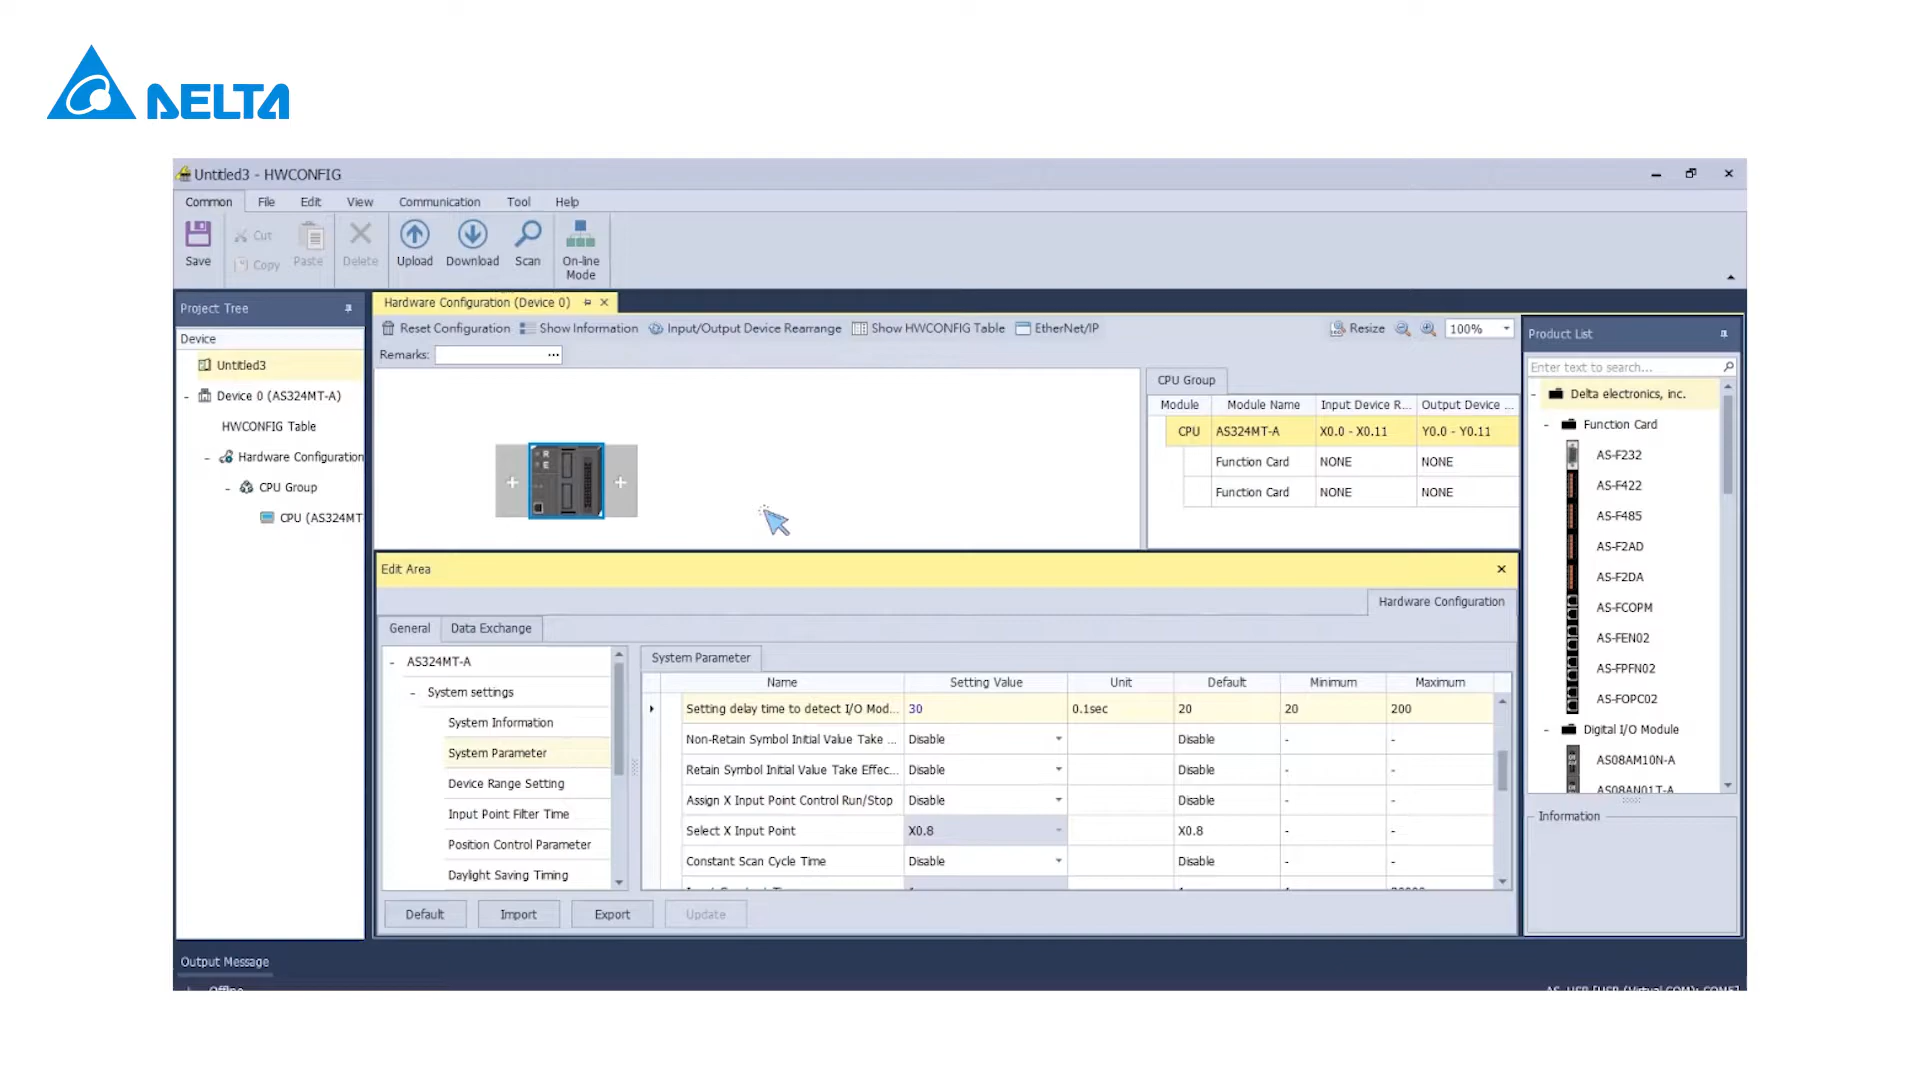 DELTA
Untitled3 - HWCONFIG
Common File Edit View Communication Tool Help
Save Cut Copy Paste Delete Upload Download Scan On-line Mode
Project Tree
Device
Untitled3
Device 0 (AS324MT-A)
HWCONFIG Table
Hardware Configuration
CPU Group
CPU (AS324MT
Hardware Configuration (Device 0)
Reset Configuration Show Information Input/Output Device Rearrange Show HWCONFIG Table EtherNet/IP Resize 100%
Remarks: ...
R
E
CPU Group
Module Module Name Input Device R... Output Device ...
CPU AS324MT-A X0.0 - X0.11 Y0.0 - Y0.11
Function Card NONE NONE
Function Card NONE NONE
Edit Area
Hardware Configuration
General Data Exchange
AS324MT-A
System settings
System Information
System Parameter
Device Range Setting
Input Point Filter Time
Position Control Parameter
Daylight Saving Timing
System Parameter
Name Setting Value Unit Default Minimum Maximum
Setting delay time to detect I/O Mod... 30 0.1sec 20 20 200
Non-Retain Symbol Initial Value Take ... Disable Disable - -
Retain Symbol Initial Value Take Effec... Disable Disable - -
Assign X Input Point Control Run/Stop Disable Disable - -
Select X Input Point X0.8 X0.8 - -
Constant Scan Cycle Time Disable Disable - -
Default Import Export Update
Product List
Enter text to search...
Delta electronics, inc.
Function Card
AS-F232
AS-F422
AS-F485
AS-F2AD
AS-F2DA
AS-FCOPM
AS-FEN02
AS-FPFN02
AS-FOPC02
Digital I/O Module
AS08AM10N-A
AS08AN01T-A
Information
Output Message
Offline